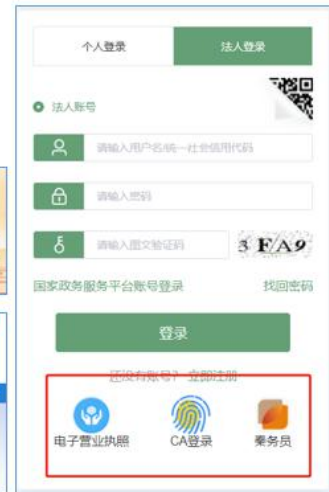 个人登录 法人登录
法人账号
请输入用户名/统一社会信用代码
请输入密码
请输入图文验证码 3 F A 9
国家政务服务平台账号登录 找回密码
登录
还没有账号? 立即注册
电子营业执照 CA登录 秦务员